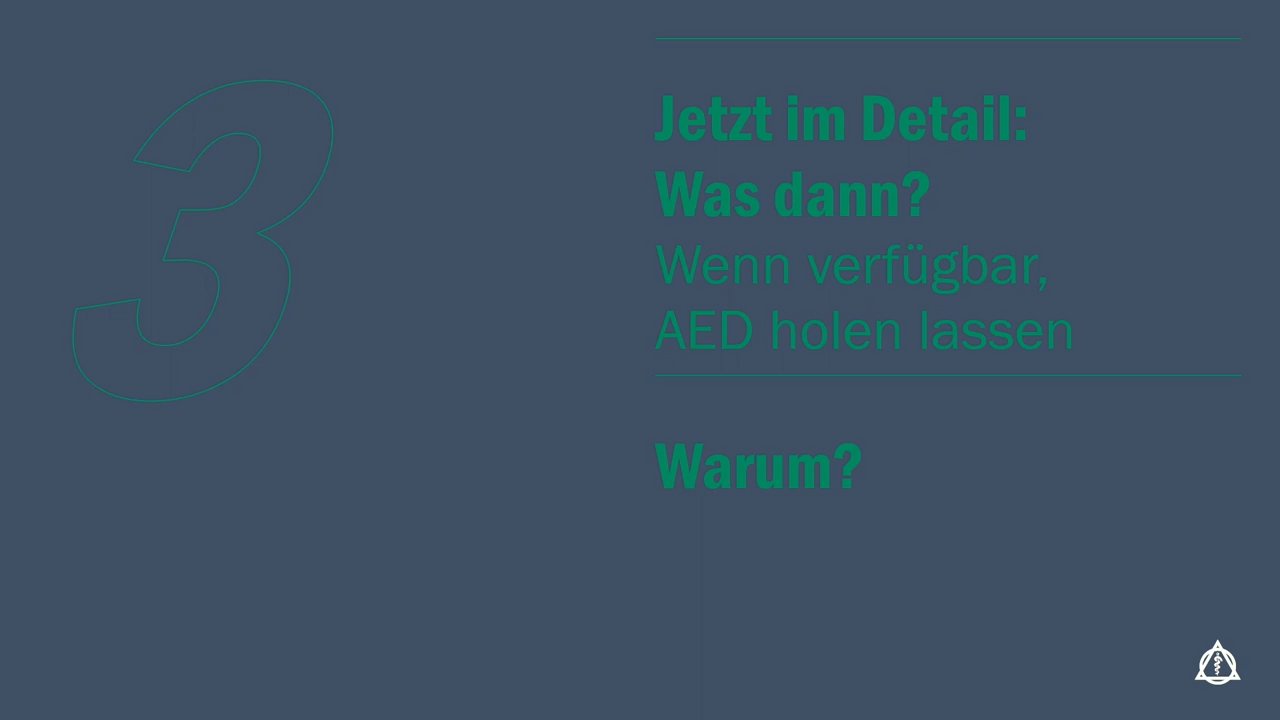 3
Jetzt im Detail:
Was dann?
Wenn verfügbar,
AED holen lassen
Warum?